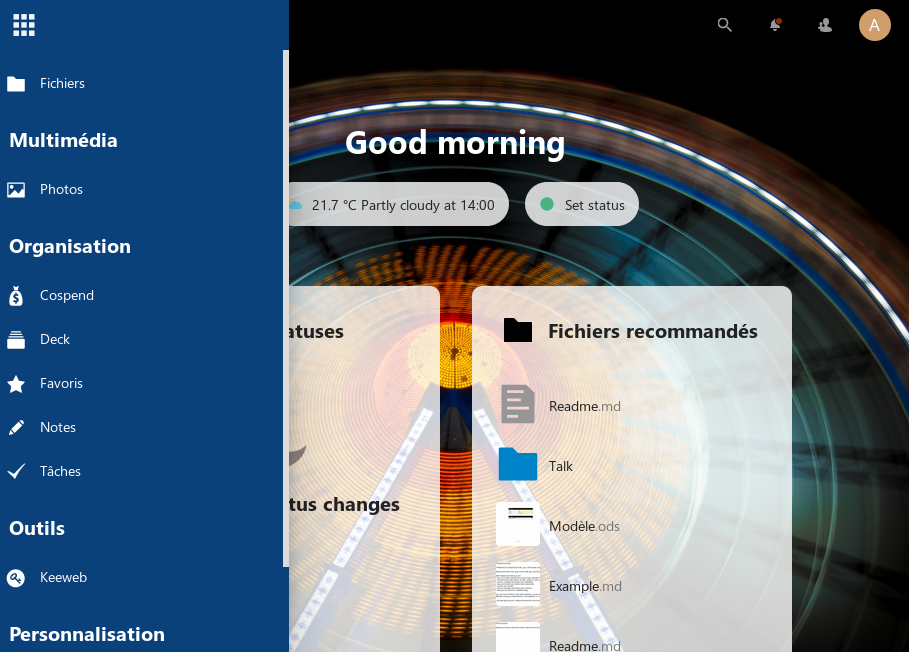 A
Fichiers
Multimédia
Photos
Organisation
Cospend
Deck
Favoris
Notes
Tâches
Outils
Keeweb
Personnalisation
Good morning
21.7 °C Partly cloudy at 14:00
Set status
atuses
tus changes
Fichiers recommandés
Readme.md
Talk
Modèle.ods
Example.md
Readme.md